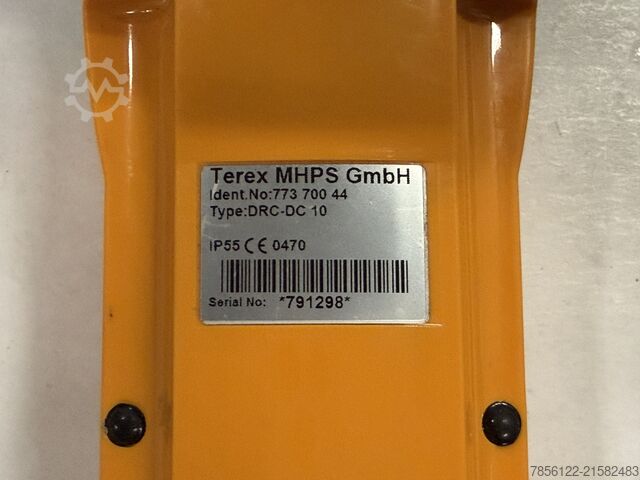 Terex MHPS GmbH
Ident.No:773 700 44
Type:DRC-DC 10
IP55 CE 0470
Serial No: *791298*
7856122-21582483